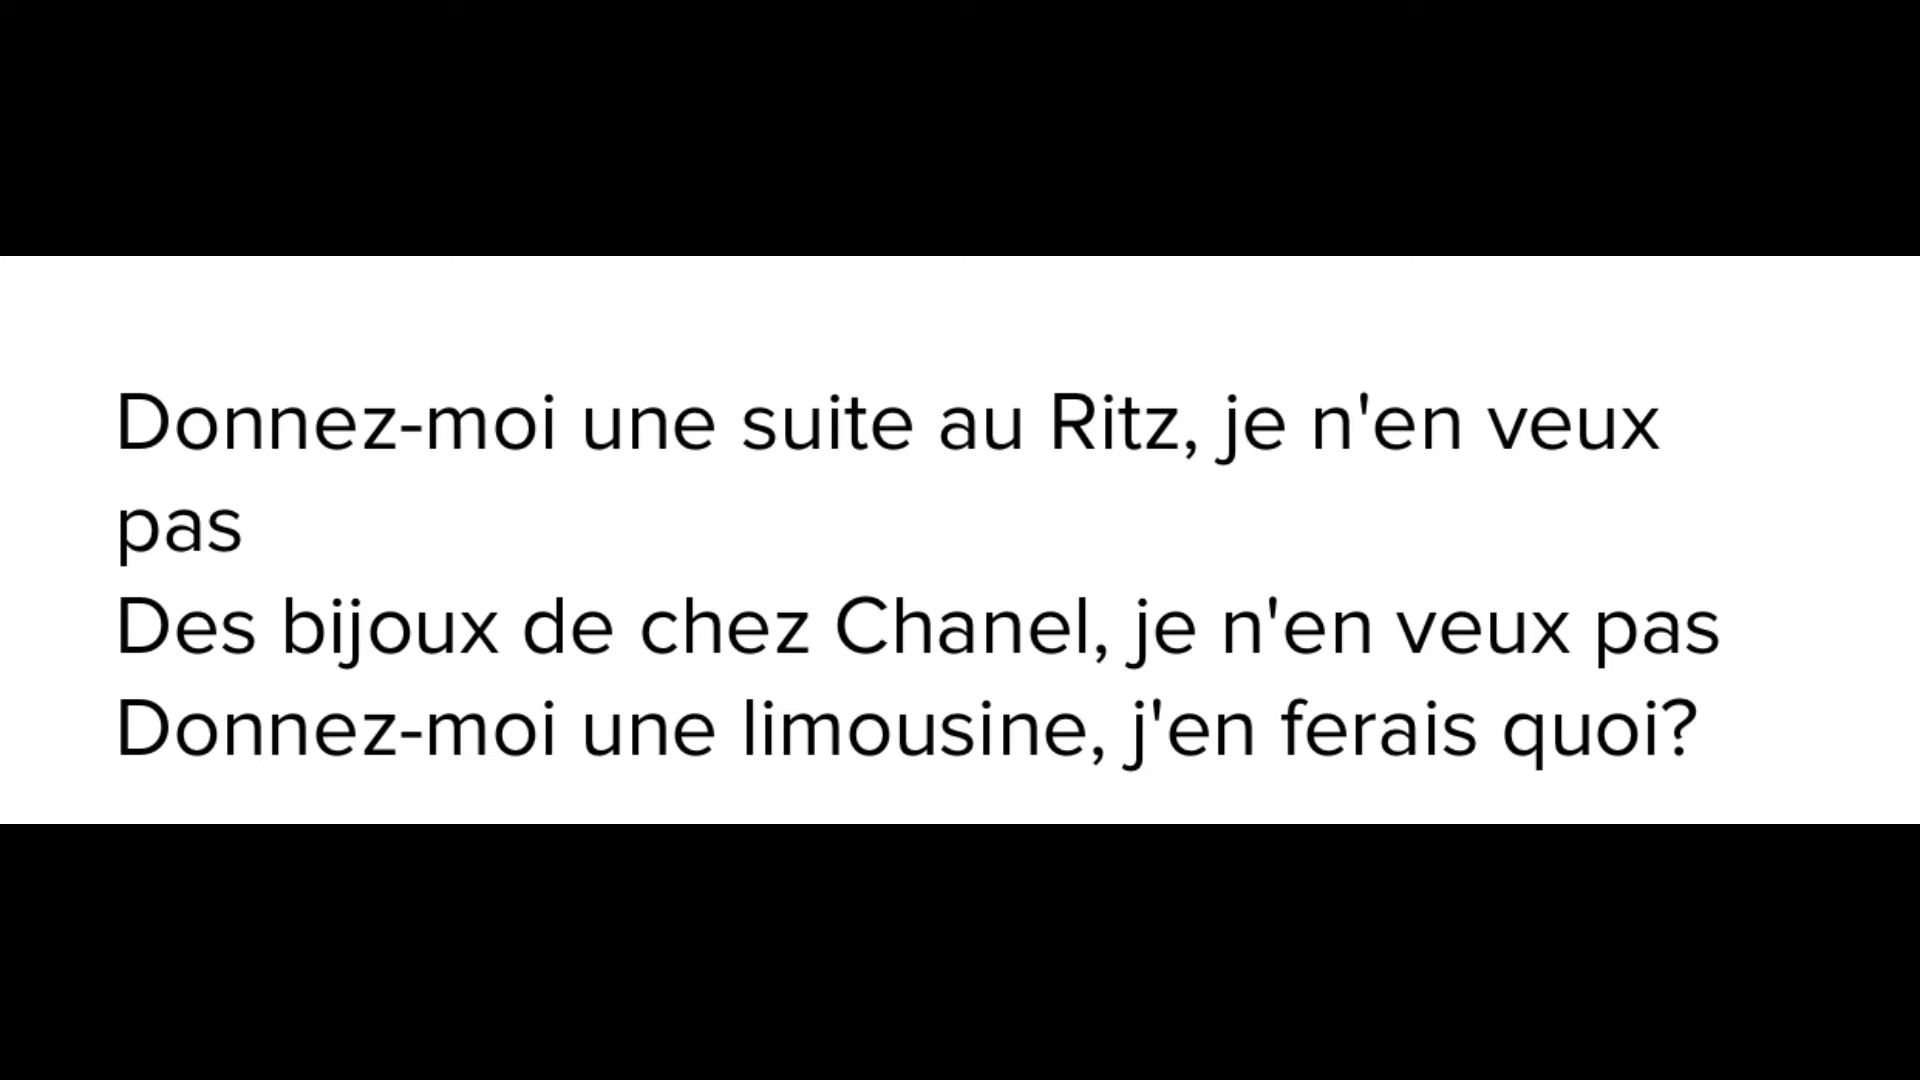 Donnez-moi une suite au Ritz, je n'en veux
pas
Des bijoux de chez Chanel, je n'en veux pas
Donnez-moi une limousine, j'en ferais quoi?